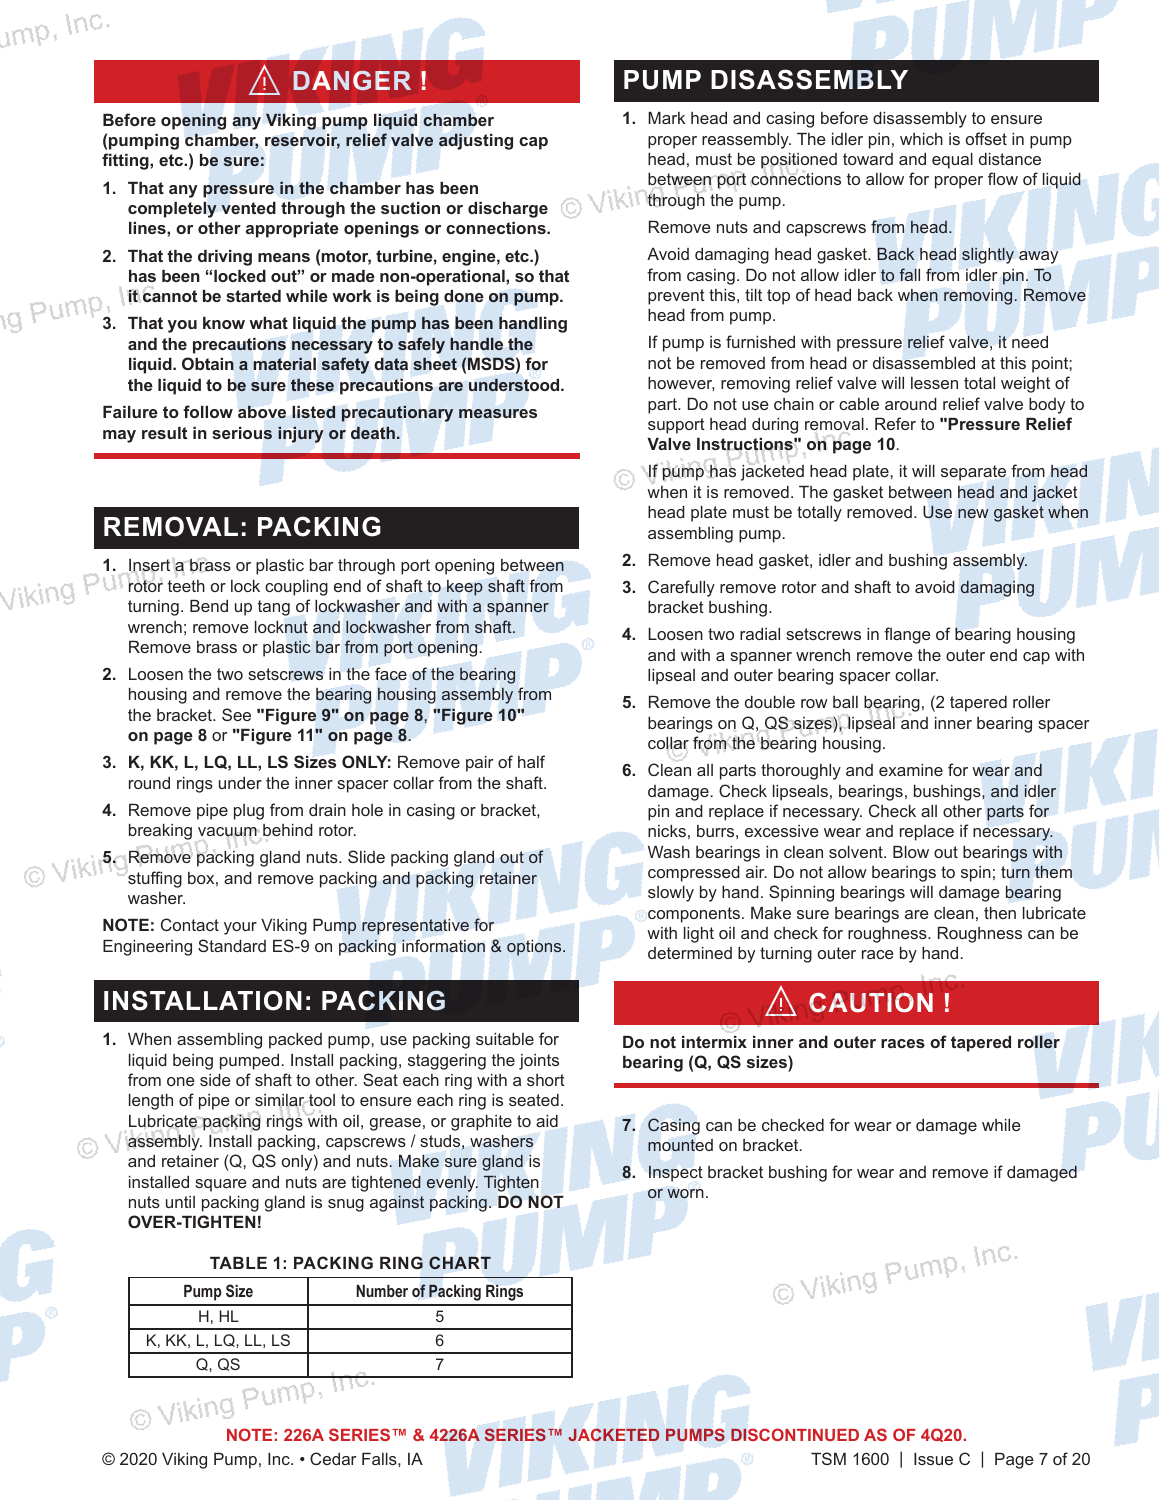 DANGER !
Before opening any Viking pump liquid chamber
(pumping chamber, reservoir, relief valve adjusting cap
fitting, etc.) be sure:
1. That any pressure in the chamber has been
completely vented through the suction or discharge
lines, or other appropriate openings or connections.
2. That the driving means (motor, turbine, engine, etc.)
has been “locked out” or made non-operational, so that
it cannot be started while work is being done on pump.
3. That you know what liquid the pump has been handling
and the precautions necessary to safely handle the
liquid. Obtain a material safety data sheet (MSDS) for
the liquid to be sure these precautions are understood.
Failure to follow above listed precautionary measures
may result in serious injury or death.
REMOVAL: PACKING
1. Insert a brass or plastic bar through port opening between
rotor teeth or lock coupling end of shaft to keep shaft from
turning. Bend up tang of lockwasher and with a spanner
wrench; remove locknut and lockwasher from shaft.
Remove brass or plastic bar from port opening.
2. Loosen the two setscrews in the face of the bearing
housing and remove the bearing housing assembly from
the bracket. See "Figure 9" on page 8, "Figure 10"
on page 8 or "Figure 11" on page 8.
3. K, KK, L, LQ, LL, LS Sizes ONLY: Remove pair of half
round rings under the inner spacer collar from the shaft.
4. Remove pipe plug from drain hole in casing or bracket,
breaking vacuum behind rotor.
5. Remove packing gland nuts. Slide packing gland out of
stuffing box, and remove packing and packing retainer
washer.
NOTE: Contact your Viking Pump representative for
Engineering Standard ES-9 on packing information & options.
INSTALLATION: PACKING
1. When assembling packed pump, use packing suitable for
liquid being pumped. Install packing, staggering the joints
from one side of shaft to other. Seat each ring with a short
length of pipe or similar tool to ensure each ring is seated.
Lubricate packing rings with oil, grease, or graphite to aid
assembly. Install packing, capscrews / studs, washers
and retainer (Q, QS only) and nuts. Make sure gland is
installed square and nuts are tightened evenly. Tighten
nuts until packing gland is snug against packing. DO NOT
OVER-TIGHTEN!
TABLE 1: PACKING RING CHART
Pump Size Number of Packing Rings
H, HL 5
K, KK, L, LQ, LL, LS 6
Q, QS 7
PUMP DISASSEMBLY
1. Mark head and casing before disassembly to ensure
proper reassembly. The idler pin, which is offset in pump
head, must be positioned toward and equal distance
between port connections to allow for proper flow of liquid
through the pump.
Remove nuts and capscrews from head.
Avoid damaging head gasket. Back head slightly away
from casing. Do not allow idler to fall from idler pin. To
prevent this, tilt top of head back when removing. Remove
head from pump.
If pump is furnished with pressure relief valve, it need
not be removed from head or disassembled at this point;
however, removing relief valve will lessen total weight of
part. Do not use chain or cable around relief valve body to
support head during removal. Refer to "Pressure Relief
Valve Instructions" on page 10.
If pump has jacketed head plate, it will separate from head
when it is removed. The gasket between head and jacket
head plate must be totally removed. Use new gasket when
assembling pump.
2. Remove head gasket, idler and bushing assembly.
3. Carefully remove rotor and shaft to avoid damaging
bracket bushing.
4. Loosen two radial setscrews in flange of bearing housing
and with a spanner wrench remove the outer end cap with
lipseal and outer bearing spacer collar.
5. Remove the double row ball bearing, (2 tapered roller
bearings on Q, QS sizes), lipseal and inner bearing spacer
collar from the bearing housing.
6. Clean all parts thoroughly and examine for wear and
damage. Check lipseals, bearings, bushings, and idler
pin and replace if necessary. Check all other parts for
nicks, burrs, excessive wear and replace if necessary.
Wash bearings in clean solvent. Blow out bearings with
compressed air. Do not allow bearings to spin; turn them
slowly by hand. Spinning bearings will damage bearing
components. Make sure bearings are clean, then lubricate
with light oil and check for roughness. Roughness can be
determined by turning outer race by hand.
CAUTION !
Do not intermix inner and outer races of tapered roller
bearing (Q, QS sizes)
7. Casing can be checked for wear or damage while
mounted on bracket.
8. Inspect bracket bushing for wear and remove if damaged
or worn.
© Viking Pump, Inc.
VIKING PUMP®
NOTE: 226A SERIES™ & 4226A SERIES™ JACKETED PUMPS DISCONTINUED AS OF 4Q20.
© 2020 Viking Pump, Inc. • Cedar Falls, IA TSM 1600 | Issue C | Page 7 of 20